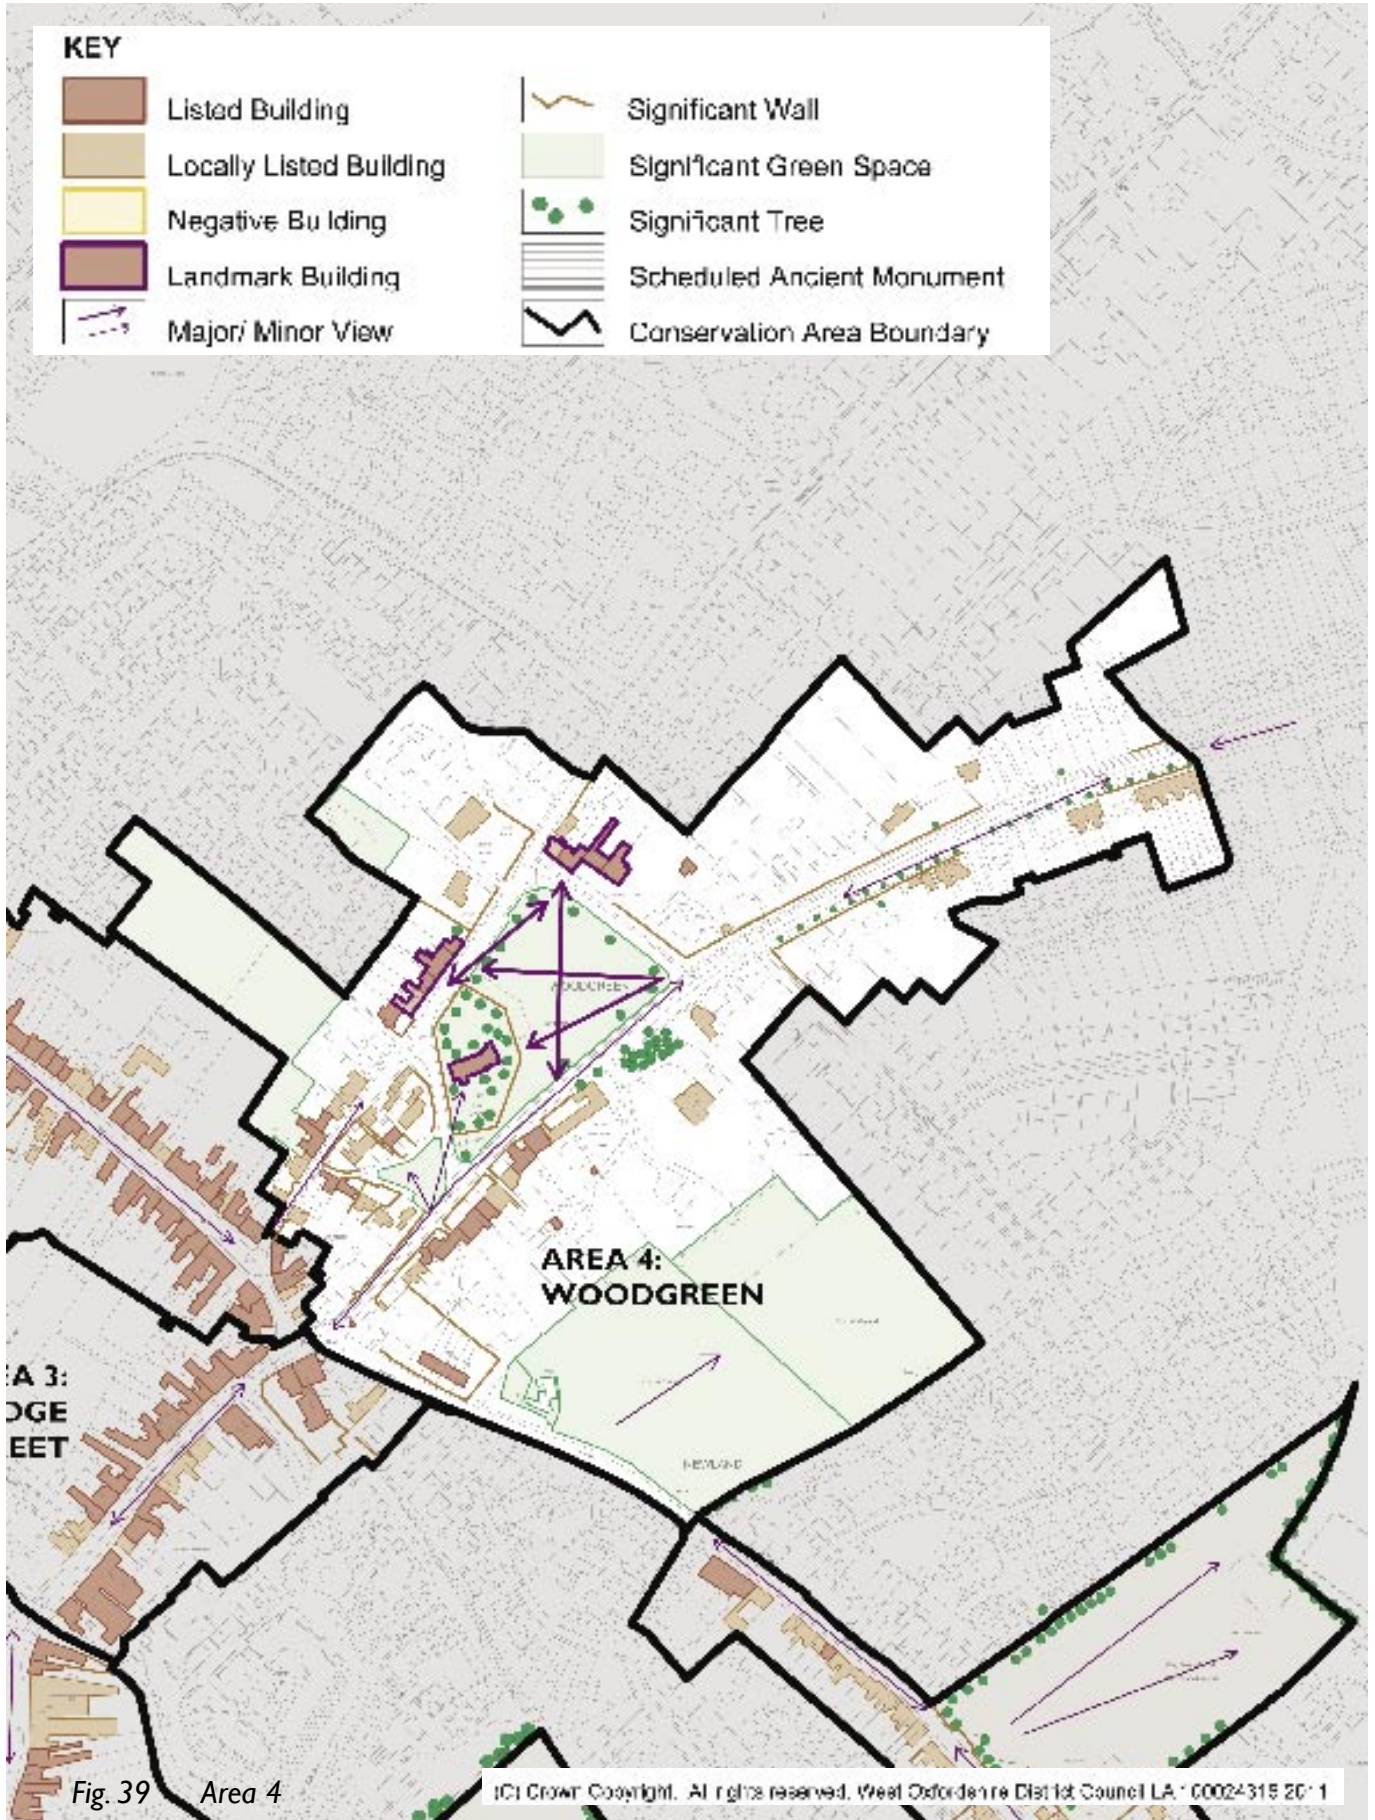 KEY
Listed Building
Locally Listed Building
Negative Building
Landmark Building
Major/ Minor View
Significant Wall
Significant Green Space
Significant Tree
Scheduled Ancient Monument
Conservation Area Boundary
WOODGREEN
AREA 4:
WOODGREEN
EA 3:
DGE
EET
NEWLAND
Fig. 39 Area 4
(C) Crown Copyright. All rights reserved. West Oxfordshire District Council LA 100024316 2011